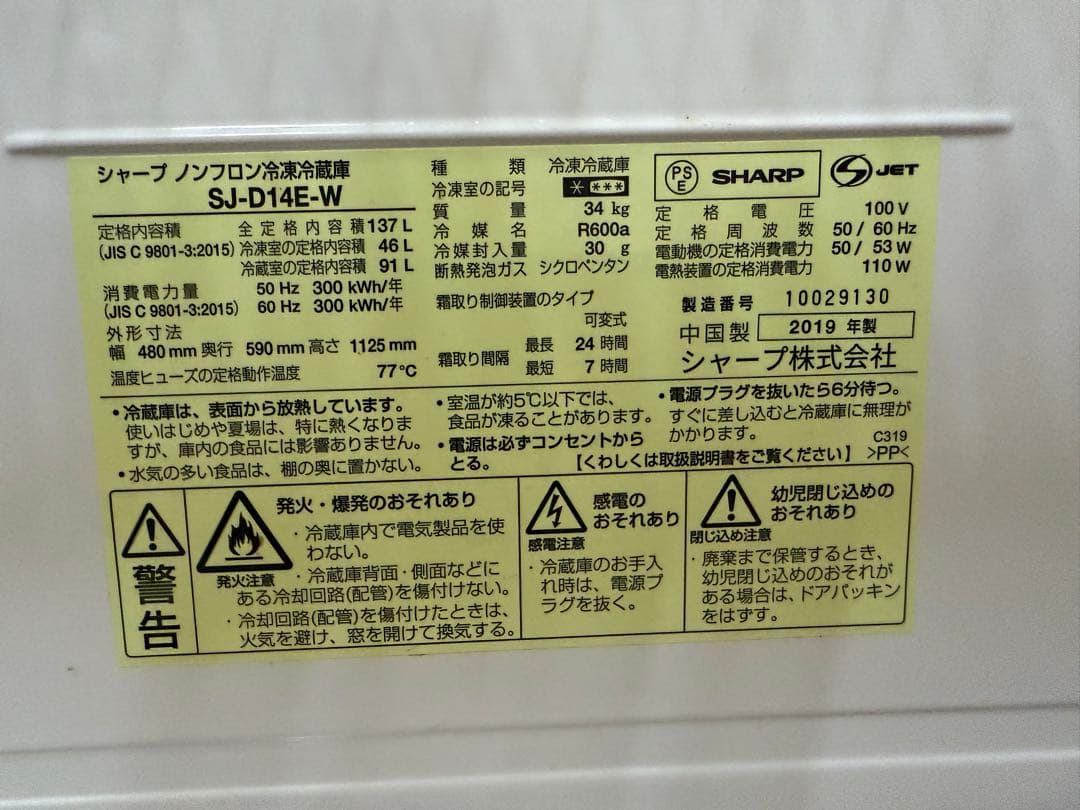 シャープ ノンフロン冷凍冷蔵庫
SJ-D14E-W
定格内容積
(JIS C 9801-3:2015)
全定格内容積 137 L
冷凍室の定格内容積 46 L
冷蔵室の定格内容積 91 L
消費電力量
(JIS C 9801-3:2015)
50 Hz 300 kWh/年
60 Hz 300 kWh/年
外形寸法
幅 480 mm 奥行 590 mm 高さ 1125 mm
温度ヒューズの定格動作温度 77℃
種類 冷凍冷蔵庫
冷凍室の記号 * ***
質量 34 kg
冷媒名 R600a
冷媒封入量 30 g
断熱発泡ガス シクロペンタン
霜取り制御装置のタイプ
可変式
霜取り間隔
最長 24 時間
最短 7 時間
PS
E
SHARP
JET
定格電圧 100 V
定格周波数 50 / 60 Hz
電動機の定格消費電力 50 / 53 W
電熱装置の定格消費電力 110 W
製造番号 10029130
中国製 2019 年製
シャープ株式会社
・冷蔵庫は、表面から放熱しています。
使いはじめや夏場は、特に熱くなりま
すが、庫内の食品には影響ありません。
・水気の多い食品は、棚の奥に置かない。
・室温が約5℃以下では、
食品が凍ることがあります。
・電源は必ずコンセントから
とる。
・電源プラグを抜いたら6分待つ。
すぐに差し込むと冷蔵庫に無理が
かかります。
【くわしくは取扱説明書をご覧ください】
C319
>PP<
警告
発火・爆発のおそれあり
発火注意
・冷蔵庫内で電気製品を使
わない。
・冷蔵庫背面・側面などに
ある冷却回路(配管)を傷付けない。
・冷却回路(配管)を傷付けたときは、
火気を避け、窓を開けて換気する。
感電の
おそれあり
感電注意
・冷蔵庫のお手入
れ時は、電源プ
ラグを抜く。
幼児閉じ込めの
おそれあり
閉じ込め注意
・廃棄まで保管するとき、
幼児閉じ込めのおそれが
ある場合は、ドアパッキン
をはずす。